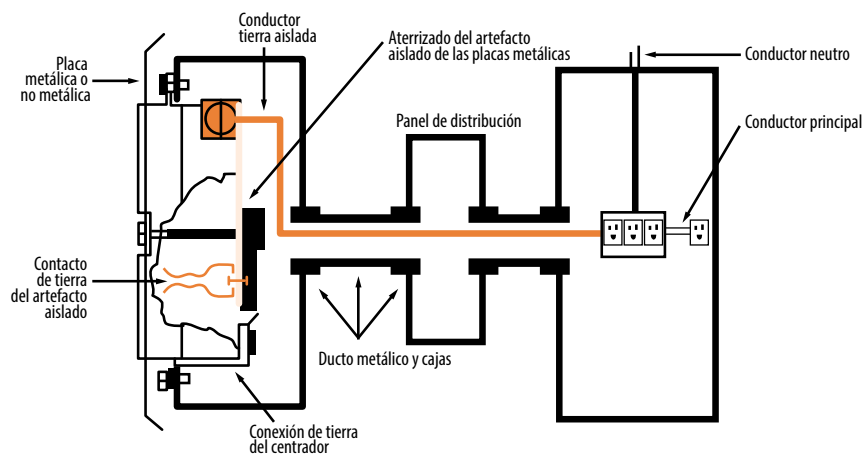 Conductor
tierra aislada
Aterrizado del artefacto
aislado de las placas metálicas
Placa
metálica o
no metálica
Conductor neutro
Panel de distribución
Conductor principal
Contacto
de tierra
del artefacto
aislado
Ducto metálico y cajas
Conexión de tierra
del centrador